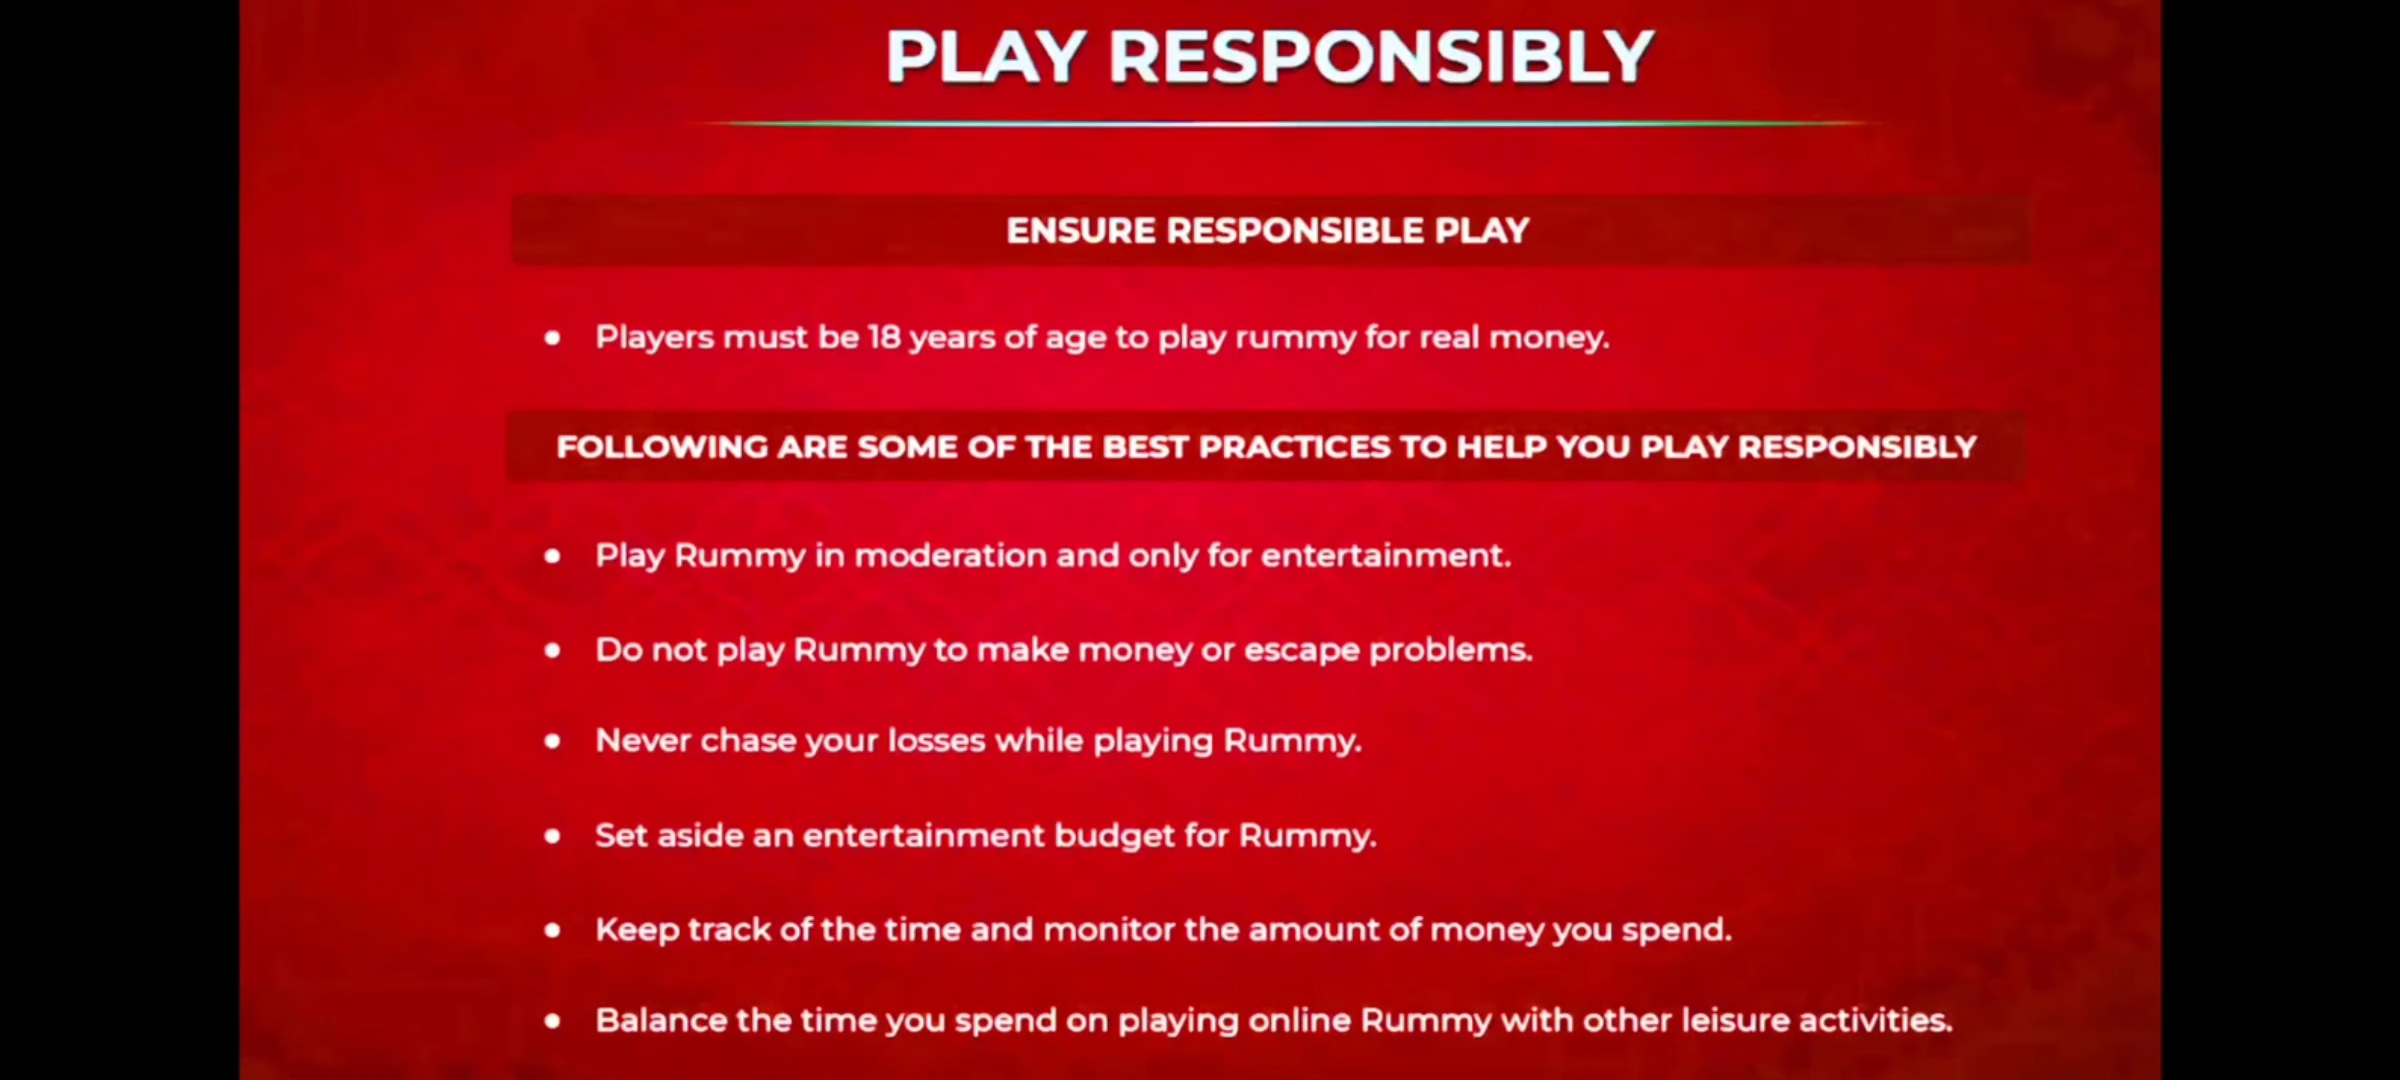 PLAY RESPONSIBLY
ENSURE RESPONSIBLE PLAY
• Players must be 18 years of age to play rummy for real money.
FOLLOWING ARE SOME OF THE BEST PRACTICES TO HELP YOU PLAY RESPONSIBLY
• Play Rummy in moderation and only for entertainment.
• Do not play Rummy to make money or escape problems.
• Never chase your losses while playing Rummy.
• Set aside an entertainment budget for Rummy.
• Keep track of the time and monitor the amount of money you spend.
• Balance the time you spend on playing online Rummy with other leisure activities.